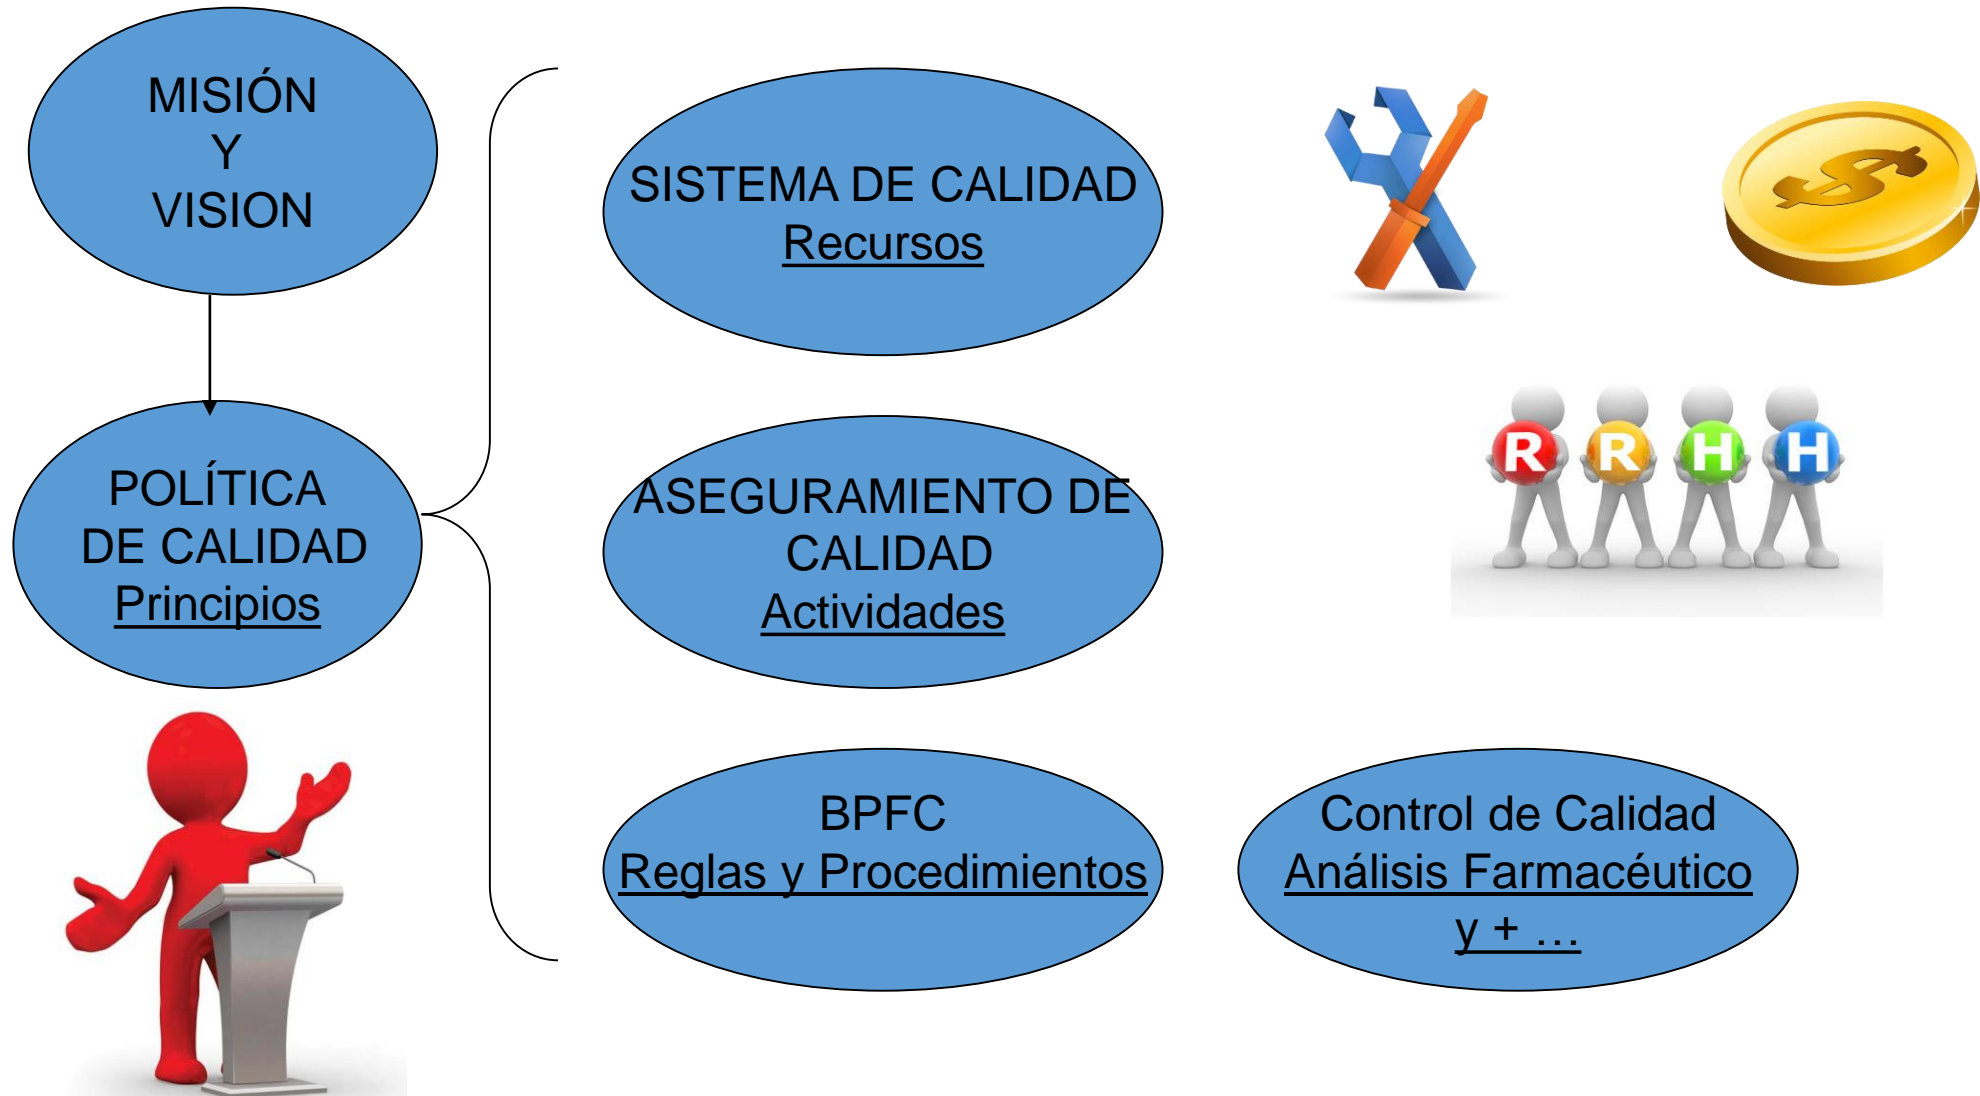 MISIÓN
Y
VISION
POLÍTICA
DE CALIDAD
Principios
SISTEMA DE CALIDAD
Recursos
$
R R H H
ASEGURAMIENTO DE
CALIDAD
Actividades
BPFC
Reglas y Procedimientos
Control de Calidad
Análisis Farmacéutico
y + …